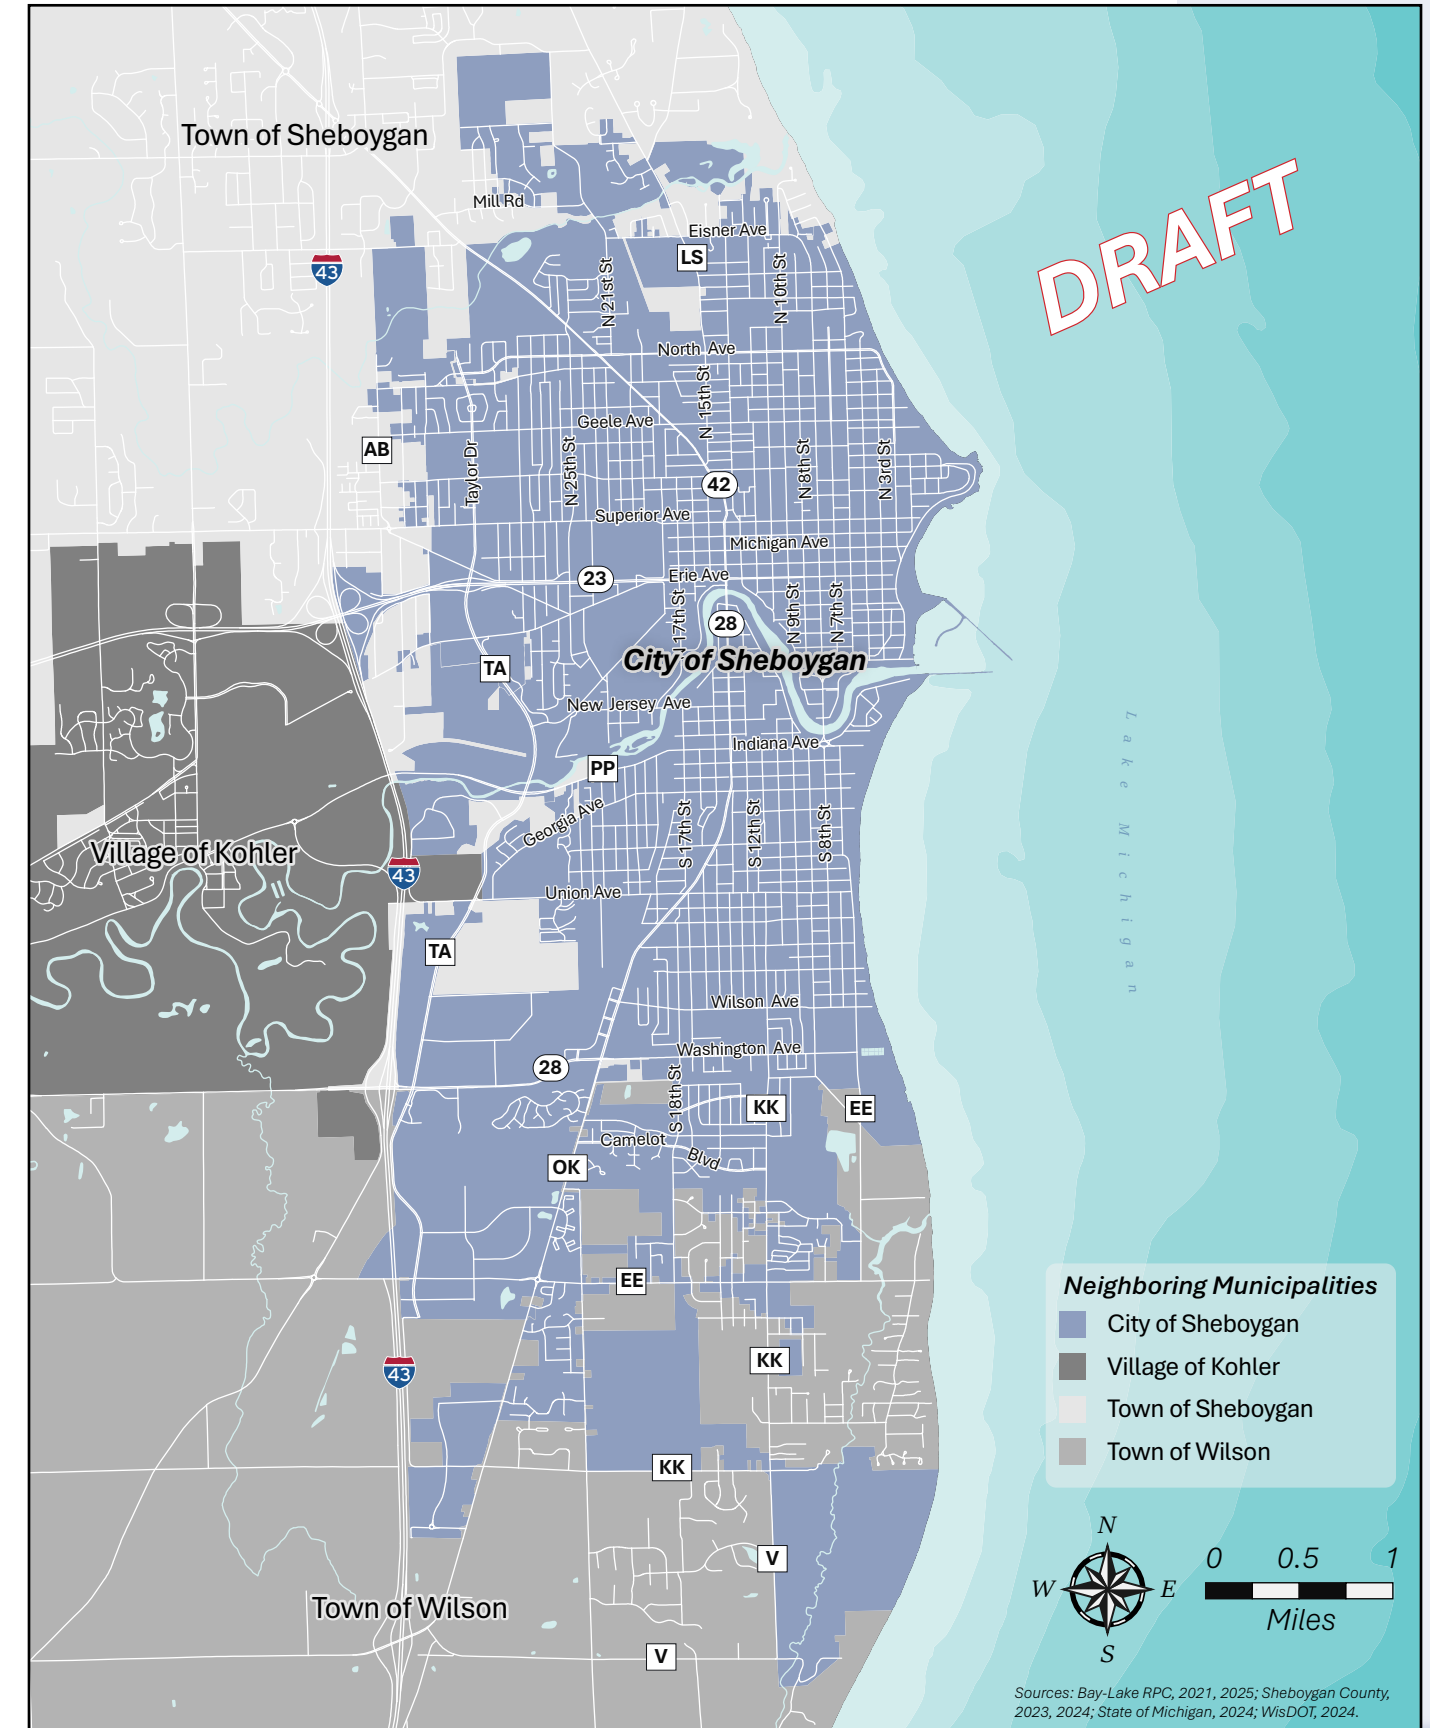 Town of Sheboygan
DRAFT
Mill Rd
Eisner Ave
LS
43
N 21st St
N 10th St
North Ave
N 15th St
Geele Ave
AB
Taylor Dr
N 25th St
N 8th St
N 3rd St
42
Superior Ave
Michigan Ave
23
Erie Ave
N 17th St
28
N 9th St
N 7th St
City of Sheboygan
TA
New Jersey Ave
Indiana Ave
PP
Lake Michigan
Georgia Ave
S 17th St
S 12th St
S 8th St
Village of Kohler
43
Union Ave
TA
Wilson Ave
Washington Ave
28
S 18th St
KK
EE
Camelot Blvd
OK
EE
Neighboring Municipalities
City of Sheboygan
Village of Kohler
Town of Sheboygan
Town of Wilson
KK
43
KK
N
V
0 0.5 1
W E
Miles
Town of Wilson
S
V
Sources: Bay-Lake RPC, 2021, 2025; Sheboygan County,
2023, 2024; State of Michigan, 2024; WisDOT, 2024.